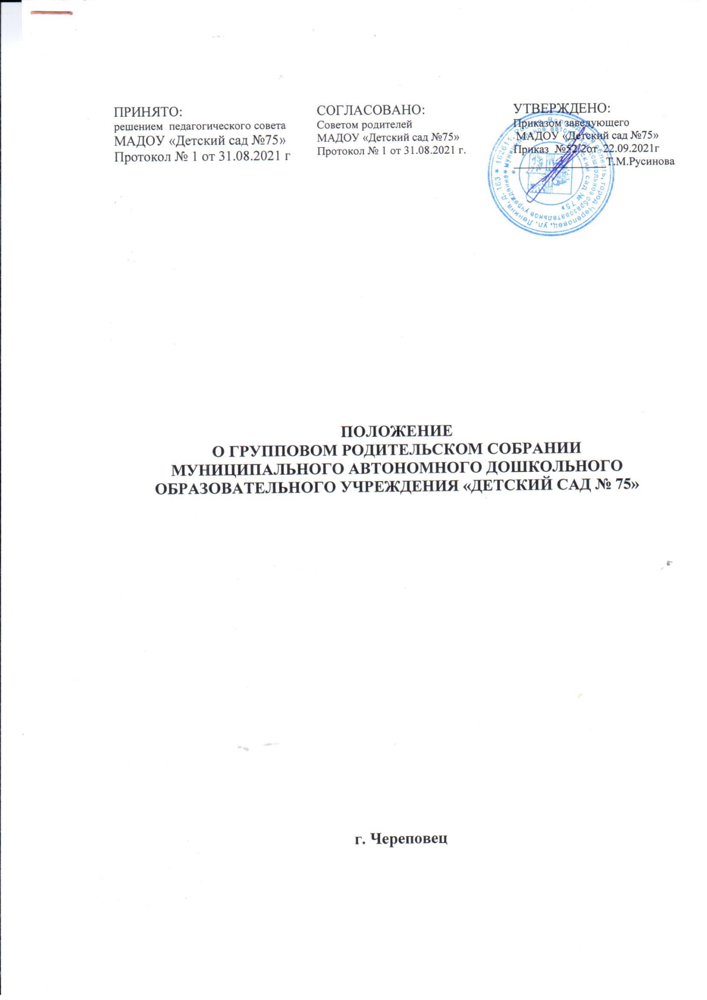 ПРИНЯТО:
решением педагогического совета
МАДОУ «Детский сад №75»
Протокол № 1 от 31.08.2021 г
СОГЛАСОВАНО:
Советом родителей
МАДОУ «Детский сад №75»
Протокол № 1 от 31.08.2021 г.
УТВЕРЖДЕНО:
Приказом заведующего
МАДОУ «Детский сад №75»
Приказ №52/2от 22.09.2021г
Т.М.Русинова
162611, Россия, Вологодская область, город Череповец, ул. Ленина, д. 163
муниципальное автономное дошкольное образовательное учреждение
Детский сад № 75
ПОЛОЖЕНИЕ
О ГРУППОВОМ РОДИТЕЛЬСКОМ СОБРАНИИ
МУНИЦИПАЛЬНОГО АВТОНОМНОГО ДОШКОЛЬНОГО
ОБРАЗОВАТЕЛЬНОГО УЧРЕЖДЕНИЯ «ДЕТСКИЙ САД № 75»
г. Череповец